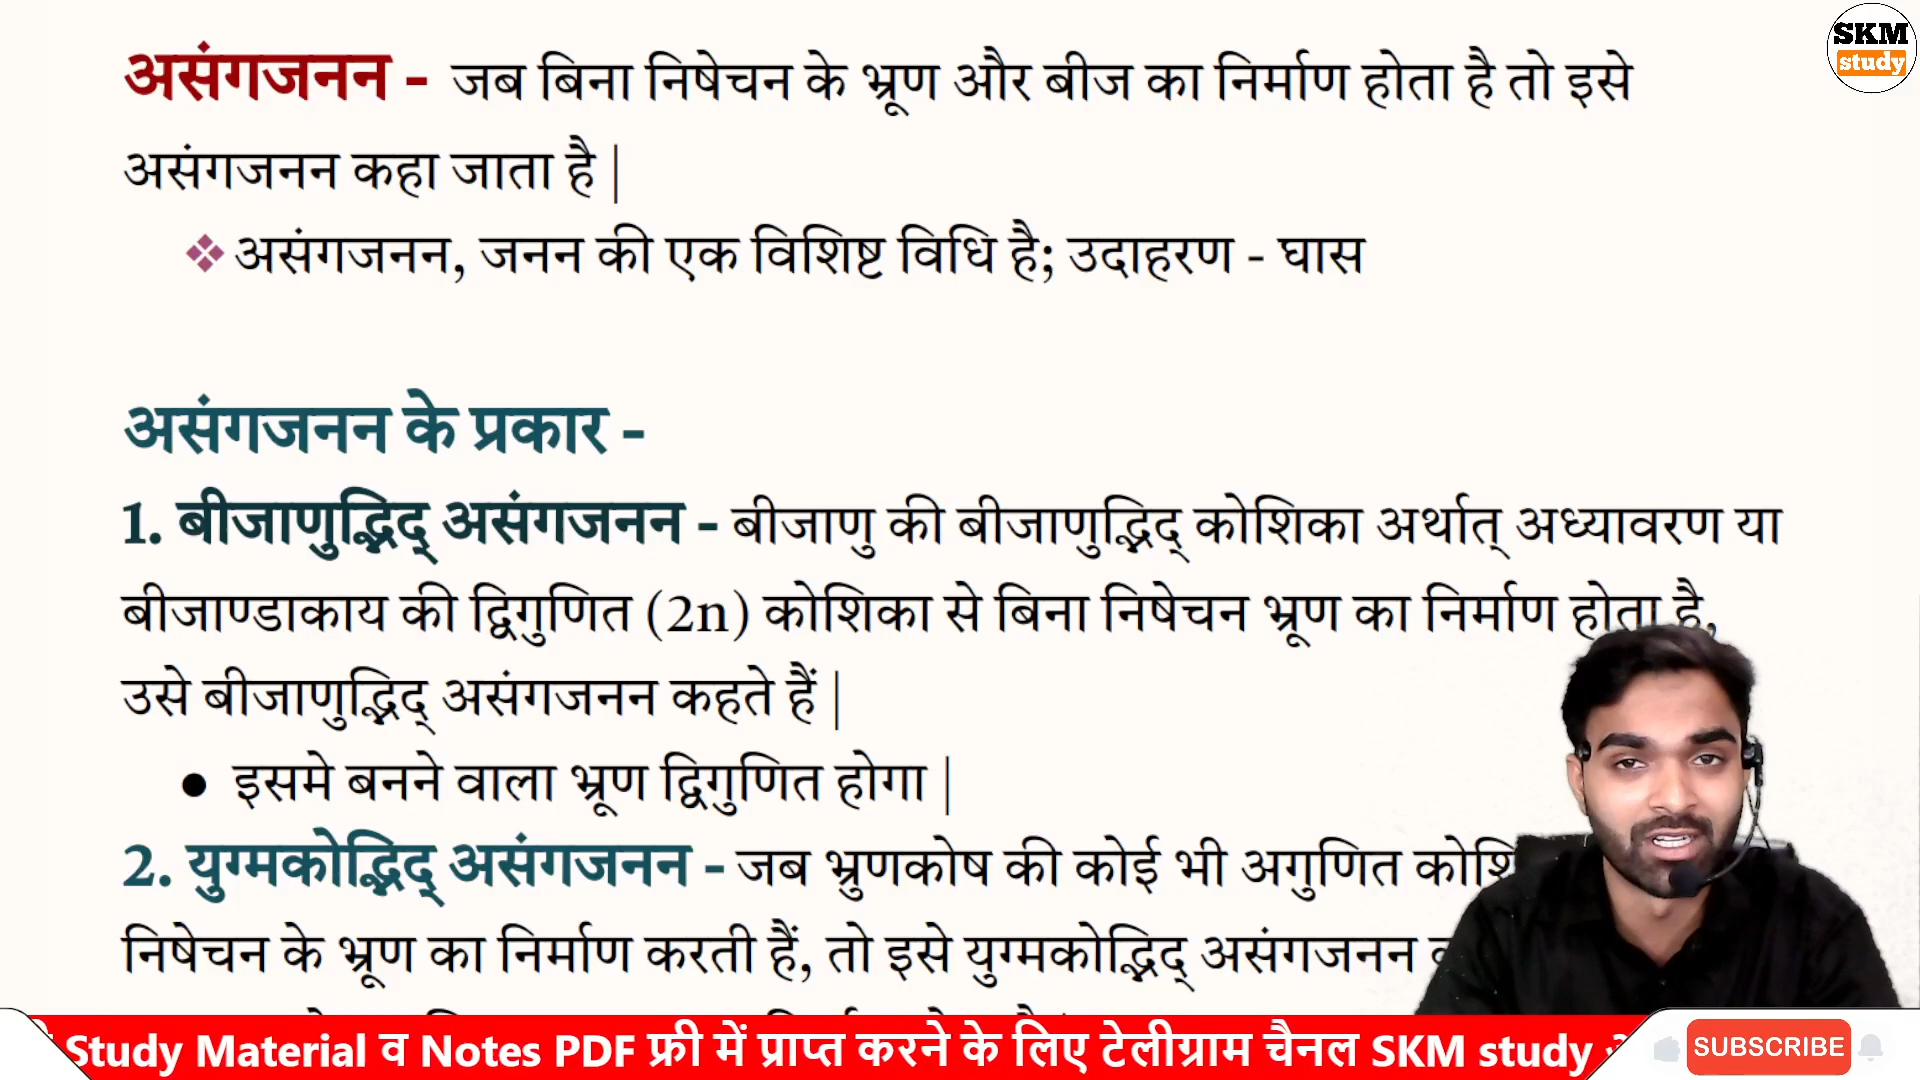 SKM
study
असंगजनन - जब बिना निषेचन के भ्रूण और बीज का निर्माण होता है तो इसे
असंगजनन कहा जाता है |
❖ असंगजनन, जनन की एक विशिष्ट विधि है; उदाहरण - घास
असंगजनन के प्रकार -
1. बीजाणुद्भिद् असंगजनन - बीजाणु की बीजाणुद्भिद् कोशिका अर्थात् अध्यावरण या
बीजाण्डाकाय की द्विगुणित (2n) कोशिका से बिना निषेचन भ्रूण का निर्माण होता है,
उसे बीजाणुद्भिद् असंगजनन कहते हैं |
● इसमे बनने वाला भ्रूण द्विगुणित होगा |
2. युग्मकोद्भिद् असंगजनन - जब भ्रुणकोष की कोई भी अगुणित
निषेचन के भ्रूण का निर्माण करती हैं, तो इसे युग्मकोद्भिद् असंगजनन
Study Material व Notes PDF फ्री में प्राप्त करने के लिए टेलीग्राम चैनल SKM study
SUBSCRIBE